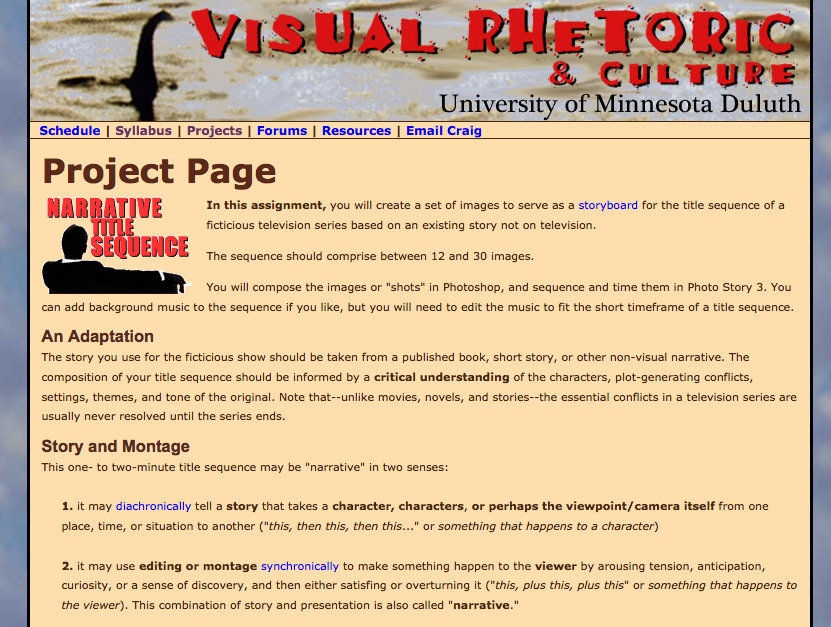 VISUAL RHETORIC
& CULTURE
University of Minnesota Duluth
Schedule | Syllabus | Projects | Forums | Resources | Email Craig
Project Page
NARRATIVE
TITLE
SEQUENCE
In this assignment, you will create a set of images to serve as a storyboard for the title sequence of a
ficticious television series based on an existing story not on television.
The sequence should comprise between 12 and 30 images.
You will compose the images or "shots" in Photoshop, and sequence and time them in Photo Story 3. You
can add background music to the sequence if you like, but you will need to edit the music to fit the short timeframe of a title sequence.
An Adaptation
The story you use for the ficticious show should be taken from a published book, short story, or other non-visual narrative. The
composition of your title sequence should be informed by a critical understanding of the characters, plot-generating conflicts,
settings, themes, and tone of the original. Note that--unlike movies, novels, and stories--the essential conflicts in a television series are
usually never resolved until the series ends.
Story and Montage
This one- to two-minute title sequence may be "narrative" in two senses:
1. it may diachronically tell a story that takes a character, characters, or perhaps the viewpoint/camera itself from one
place, time, or situation to another ("this, then this, then this..." or something that happens to a character)
2. it may use editing or montage synchronically to make something happen to the viewer by arousing tension, anticipation,
curiosity, or a sense of discovery, and then either satisfing or overturning it ("this, plus this, plus this" or something that happens to
the viewer). This combination of story and presentation is also called "narrative."